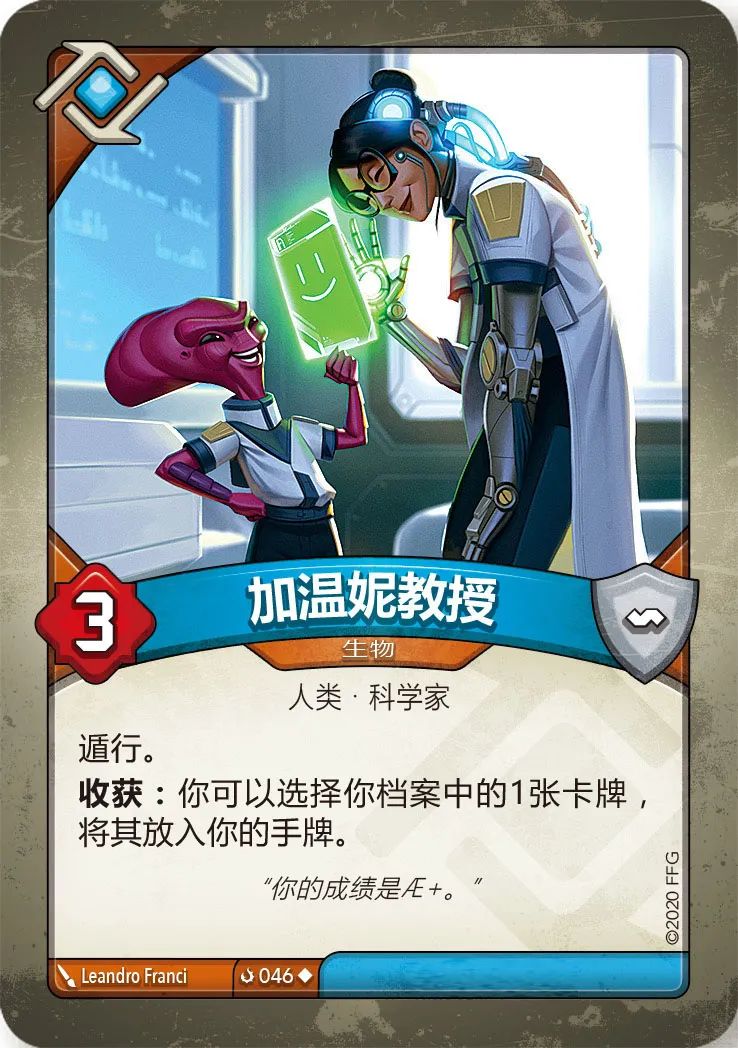 加温妮教授
3
生物
人类 · 科学家
遁行。
收获：你可以选择你档案中的1张卡牌，
将其放入你的手牌。
“你的成绩是Æ+。”
©2020 FFG
Leandro Franci
046